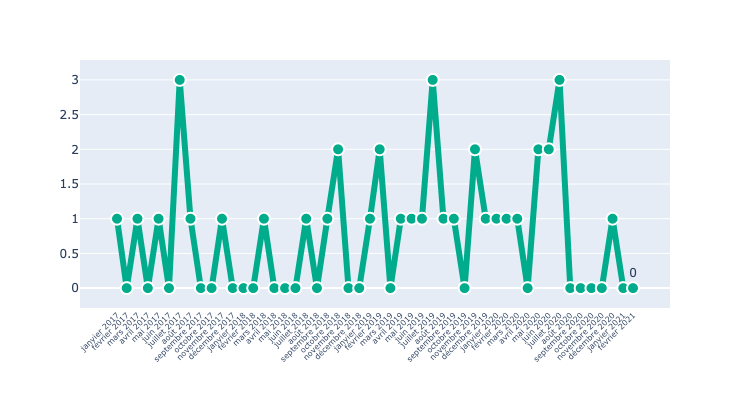 3
2.5
2
1.5
1
0.5
0
0
janvier 2017
février 2017
mars 2017
avril 2017
mai 2017
juin 2017
juillet 2017
août 2017
septembre 2017
octobre 2017
novembre 2017
décembre 2017
janvier 2018
février 2018
mars 2018
avril 2018
mai 2018
juin 2018
juillet 2018
août 2018
septembre 2018
octobre 2018
novembre 2018
décembre 2018
janvier 2019
février 2019
mars 2019
avril 2019
mai 2019
juin 2019
juillet 2019
août 2019
septembre 2019
octobre 2019
novembre 2019
décembre 2019
janvier 2020
février 2020
mars 2020
avril 2020
mai 2020
juin 2020
juillet 2020
août 2020
septembre 2020
octobre 2020
novembre 2020
décembre 2020
janvier 2021
février 2021